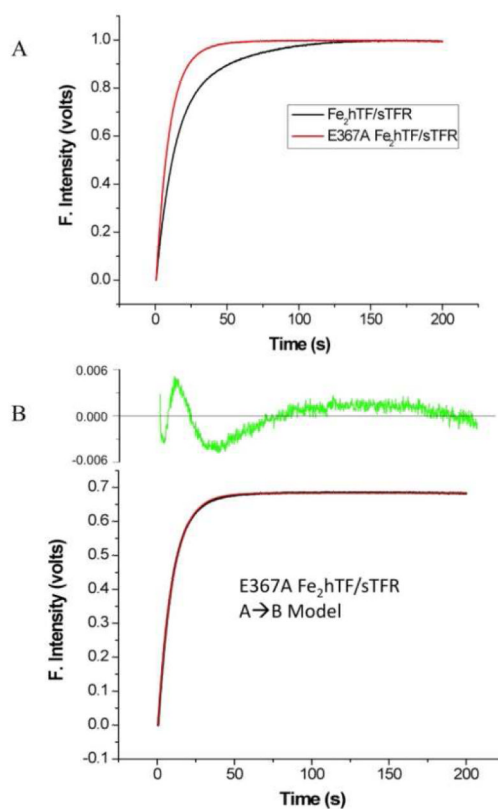 A
1.0
0.8
0.6
0.4
0.2
0.0
F. Intensity (volts)
Fe₂hTF/sTFR
E367A Fe₂hTF/sTFR
0 50 100 150 200
Time (s)
B
0.006
0.000
-0.006
0.7
0.6
0.5
0.4
0.3
0.2
0.1
0.0
-0.1
F. Intensity (volts)
E367A Fe₂hTF/sTFR
A→B Model
0 50 100 150 200
Time (s)